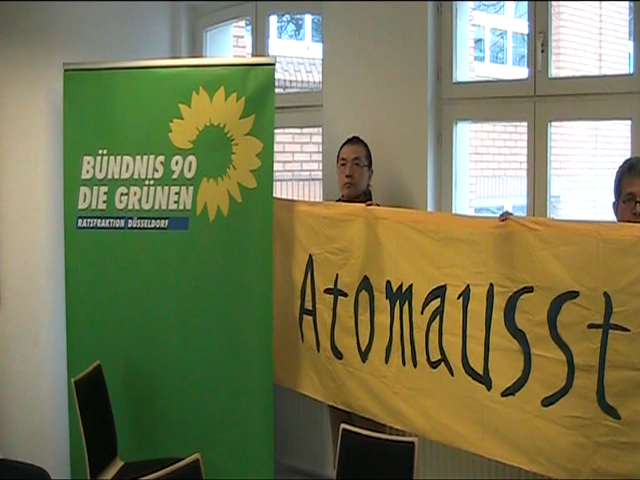 BÜNDNIS 90
DIE GRÜNEN
RATSFRAKTION DÜSSELDORF
Atomausst